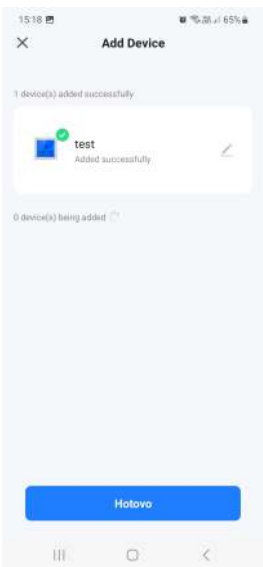 15:18 65%
Add Device
1 device(s) added successfully
test
Added successfully
0 device(s) being added
Hotovo